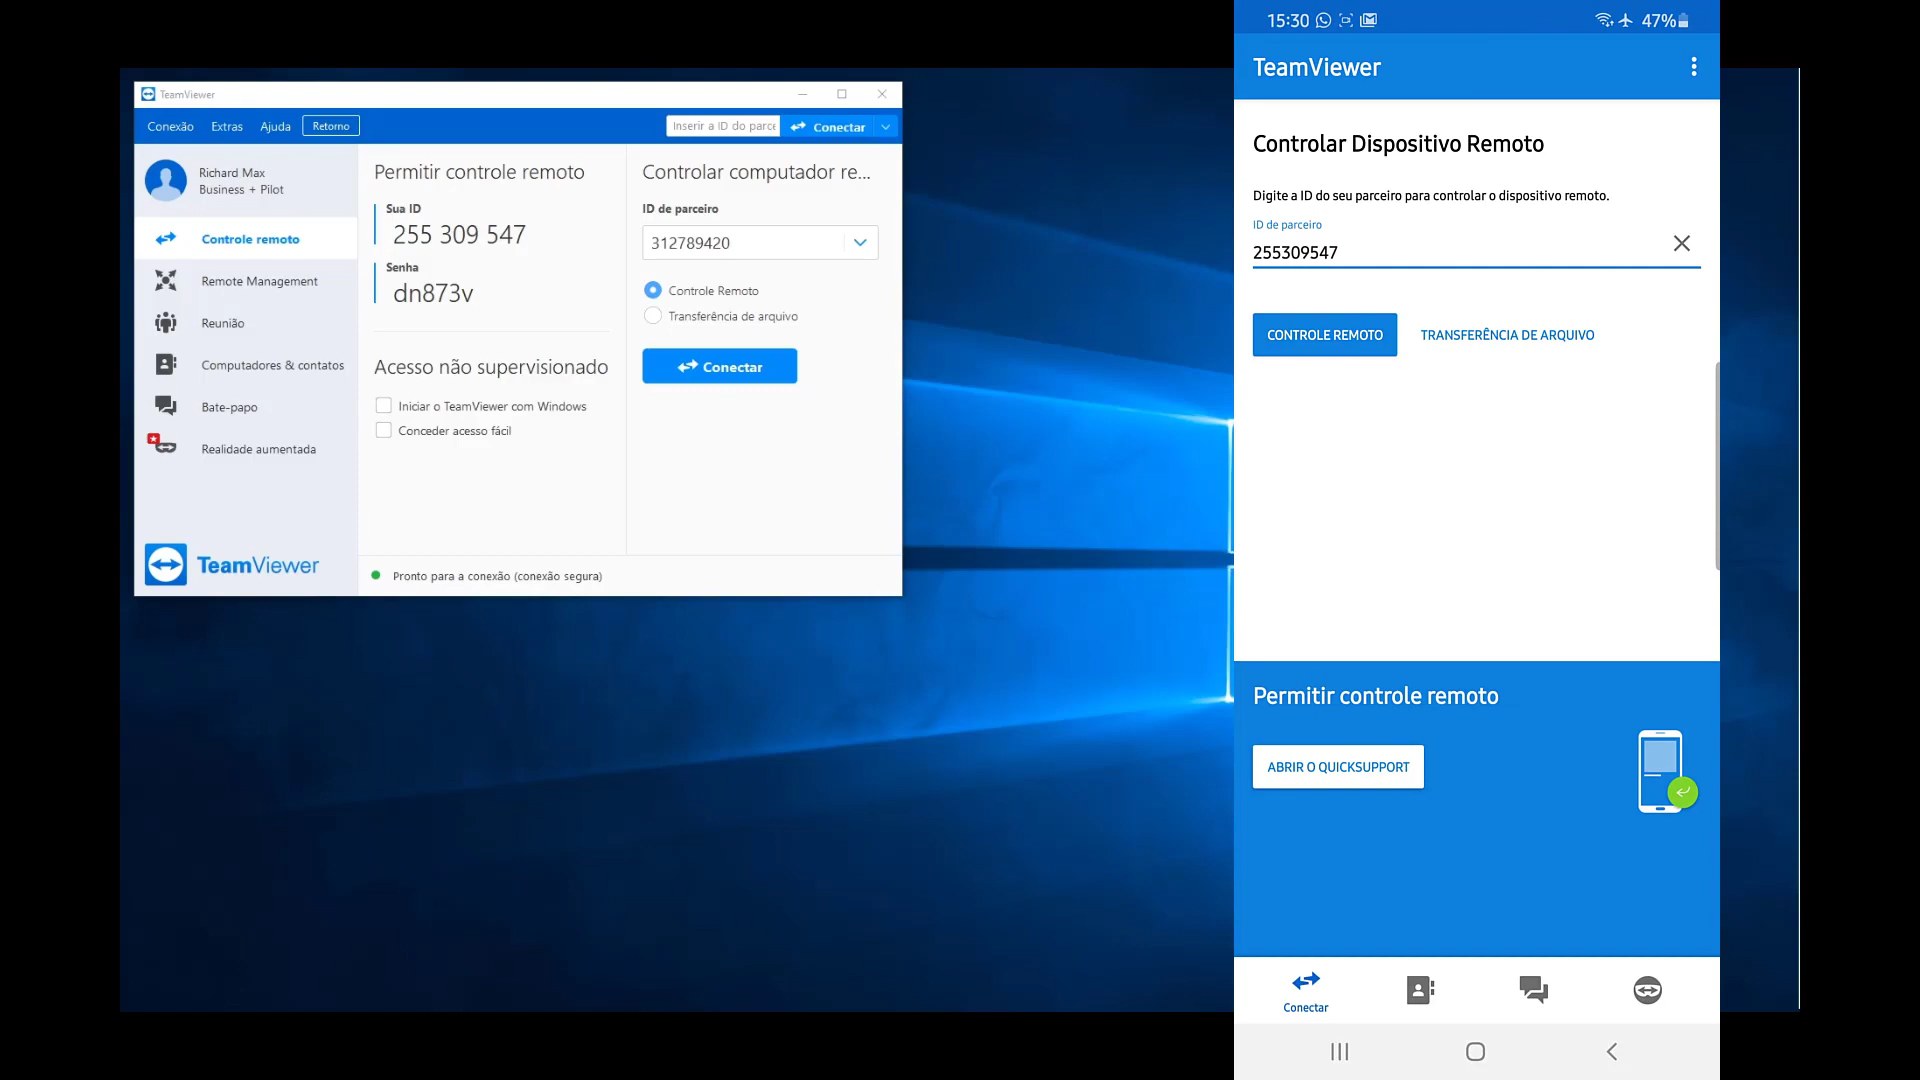 TeamViewer
Conexão Extras Ajuda Retorno
Inserir a ID do parce Conectar
Richard Max
Business + Pilot
Controle remoto
Remote Management
Reunião
Computadores & contatos
Bate-papo
Realidade aumentada
TeamViewer
Permitir controle remoto
Sua ID
255 309 547
Senha
dn873v
Acesso não supervisionado
Iniciar o TeamViewer com Windows
Conceder acesso fácil
Controlar computador re...
ID de parceiro
312789420
Controle Remoto
Transferência de arquivo
Conectar
Pronto para a conexão (conexão segura)
15:30 47%
TeamViewer
Controlar Dispositivo Remoto
Digite a ID do seu parceiro para controlar o dispositivo remoto.
ID de parceiro
255309547
CONTROLE REMOTO TRANSFERÊNCIA DE ARQUIVO
Permitir controle remoto
ABRIR O QUICKSUPPORT
Conectar